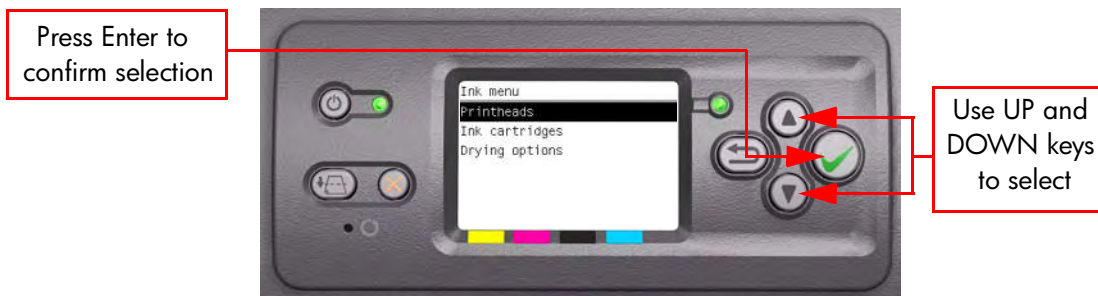 Press Enter to
confirm selection
Ink menu
Printheads
Ink cartridges
Drying options
Use UP and
DOWN keys
to select